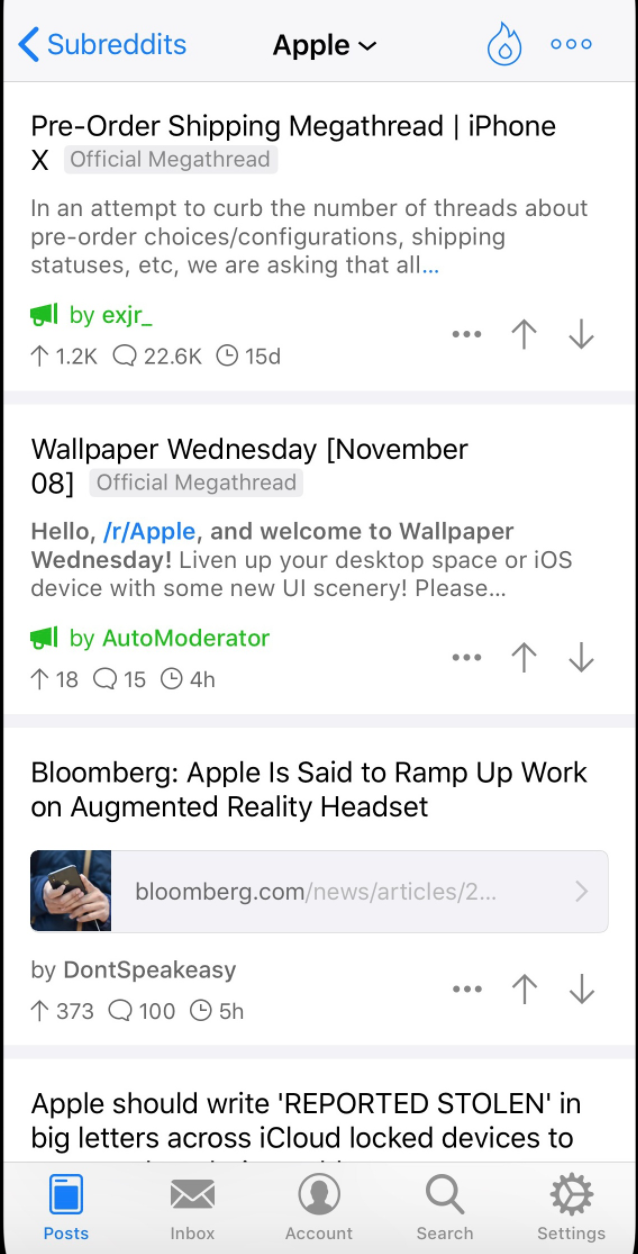 Subreddits
Apple
Pre-Order Shipping Megathread | iPhone
X Official Megathread
In an attempt to curb the number of threads about
pre-order choices/configurations, shipping
statuses, etc, we are asking that all...
by exjr_
1.2K 22.6K 15d
Wallpaper Wednesday [November
08] Official Megathread
Hello, /r/Apple, and welcome to Wallpaper
Wednesday! Liven up your desktop space or iOS
device with some new UI scenery! Please...
by AutoModerator
18 15 4h
Bloomberg: Apple Is Said to Ramp Up Work
on Augmented Reality Headset
bloomberg.com/news/articles/2...
by DontSpeakeasy
373 100 5h
Apple should write 'REPORTED STOLEN' in
big letters across iCloud locked devices to
Posts Inbox Account Search Settings